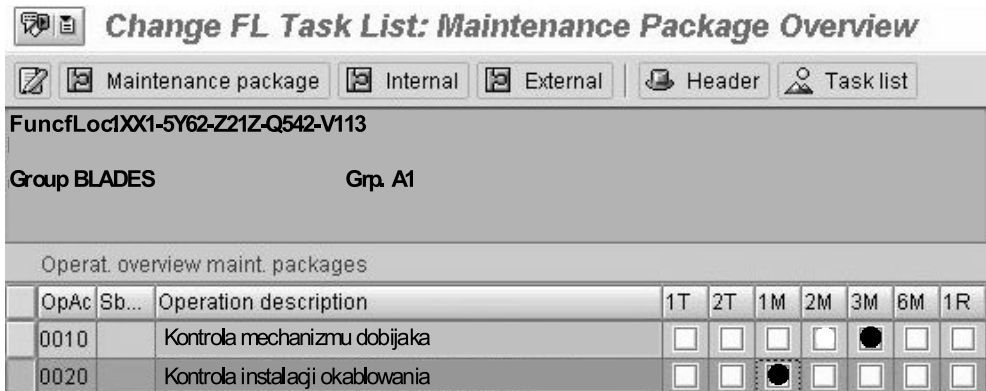 Change FL Task List: Maintenance Package Overview
Maintenance package Internal External Header Task list
FuncfLoc1XX1-5Y62-Z21Z-Q542-V113
Group BLADES Grp. A1
Operat. overview maint. packages
OpAc Sb... Operation description 1T 2T 1M 2M 3M 6M 1R
0010 Kontrola mechanizmu dobijaka
0020 Kontrola instalacji okablowania